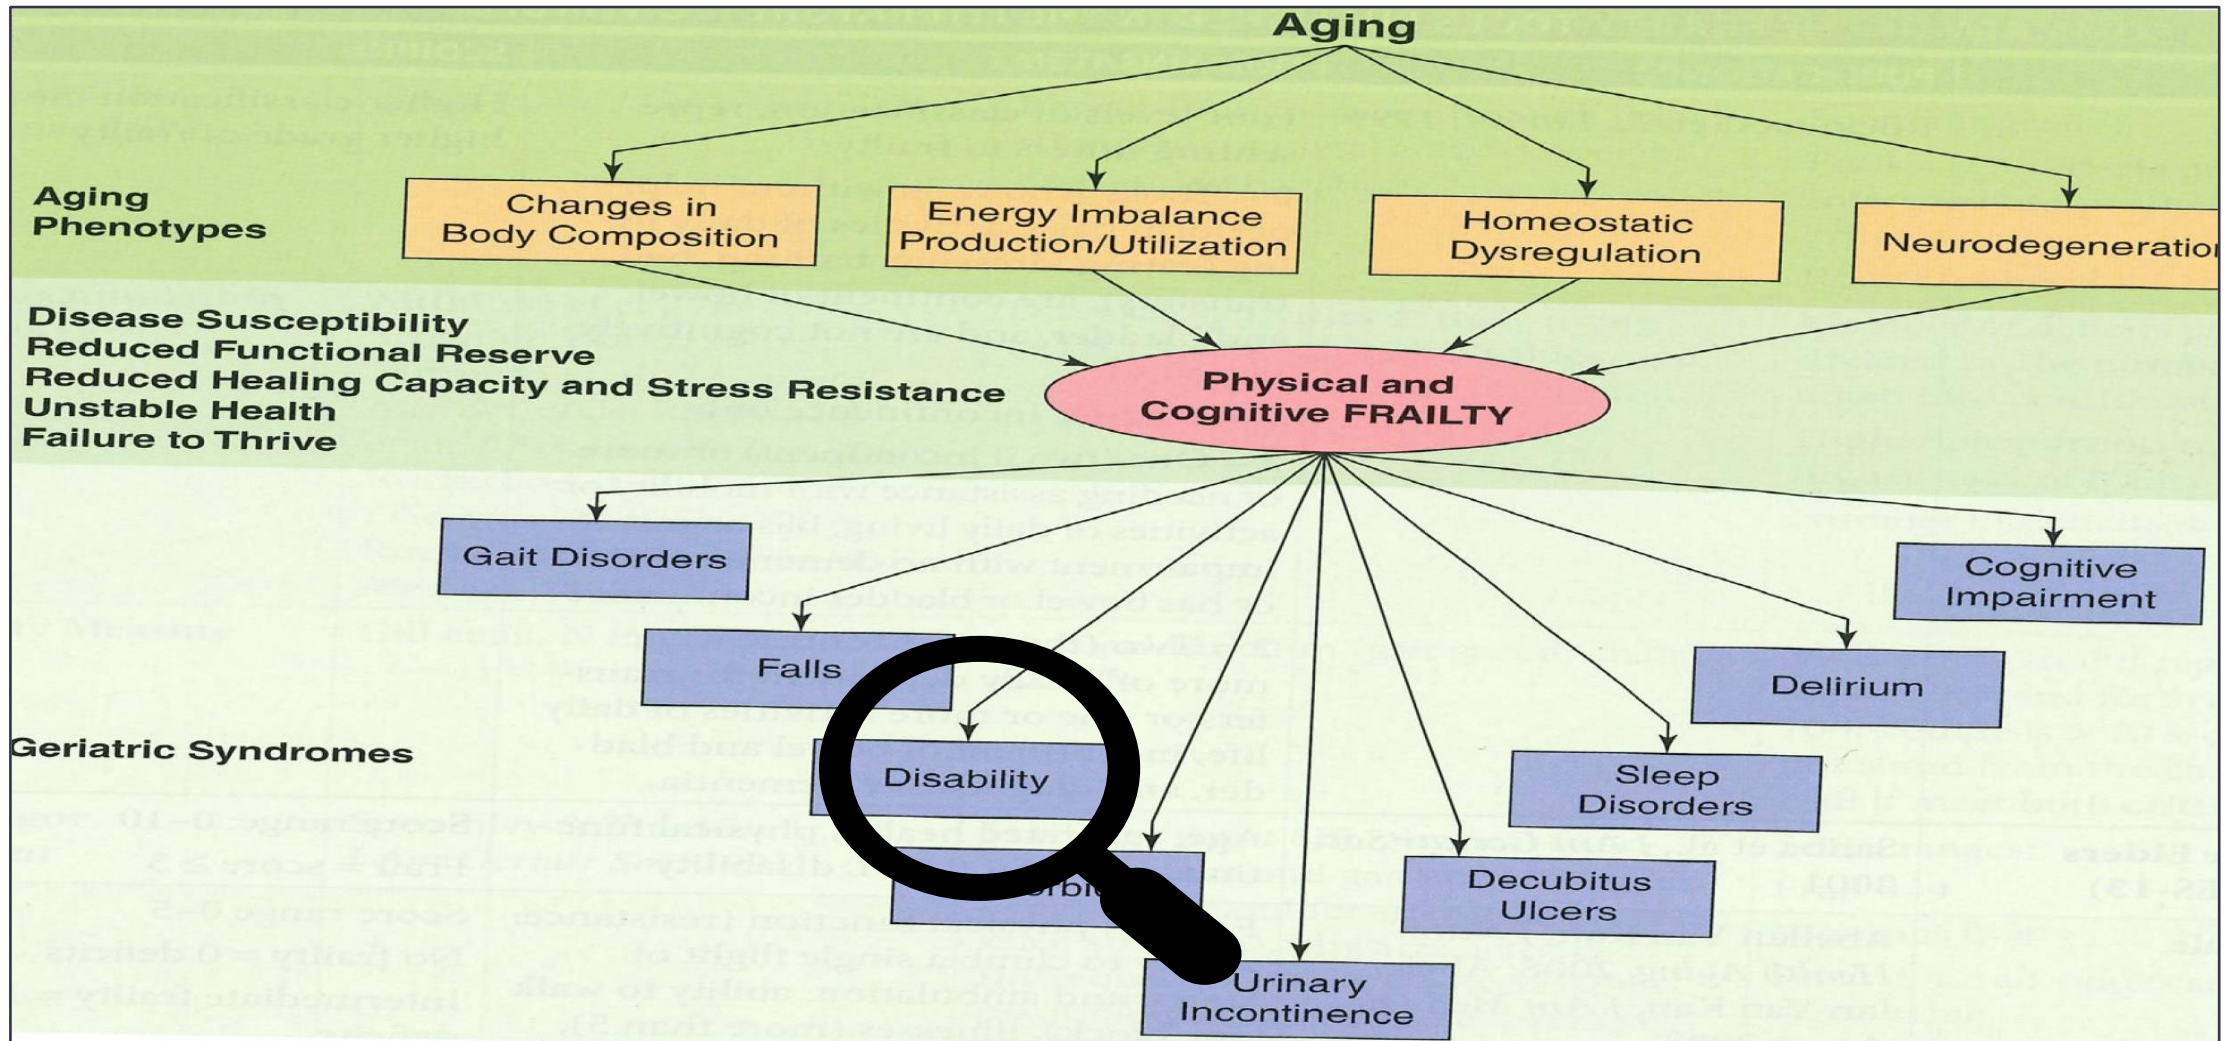 Aging
Aging
Phenotypes
Changes in
Body Composition
Energy Imbalance
Production/Utilization
Homeostatic
Dysregulation
Neurodegeneration
Disease Susceptibility
Reduced Functional Reserve
Reduced Healing Capacity and Stress Resistance
Unstable Health
Failure to Thrive
Physical and
Cognitive FRAILTY
Gait Disorders
Cognitive
Impairment
Falls
Delirium
Geriatric Syndromes
Disability
Sleep
Disorders
Decubitus
Ulcers
Urinary
Incontinence